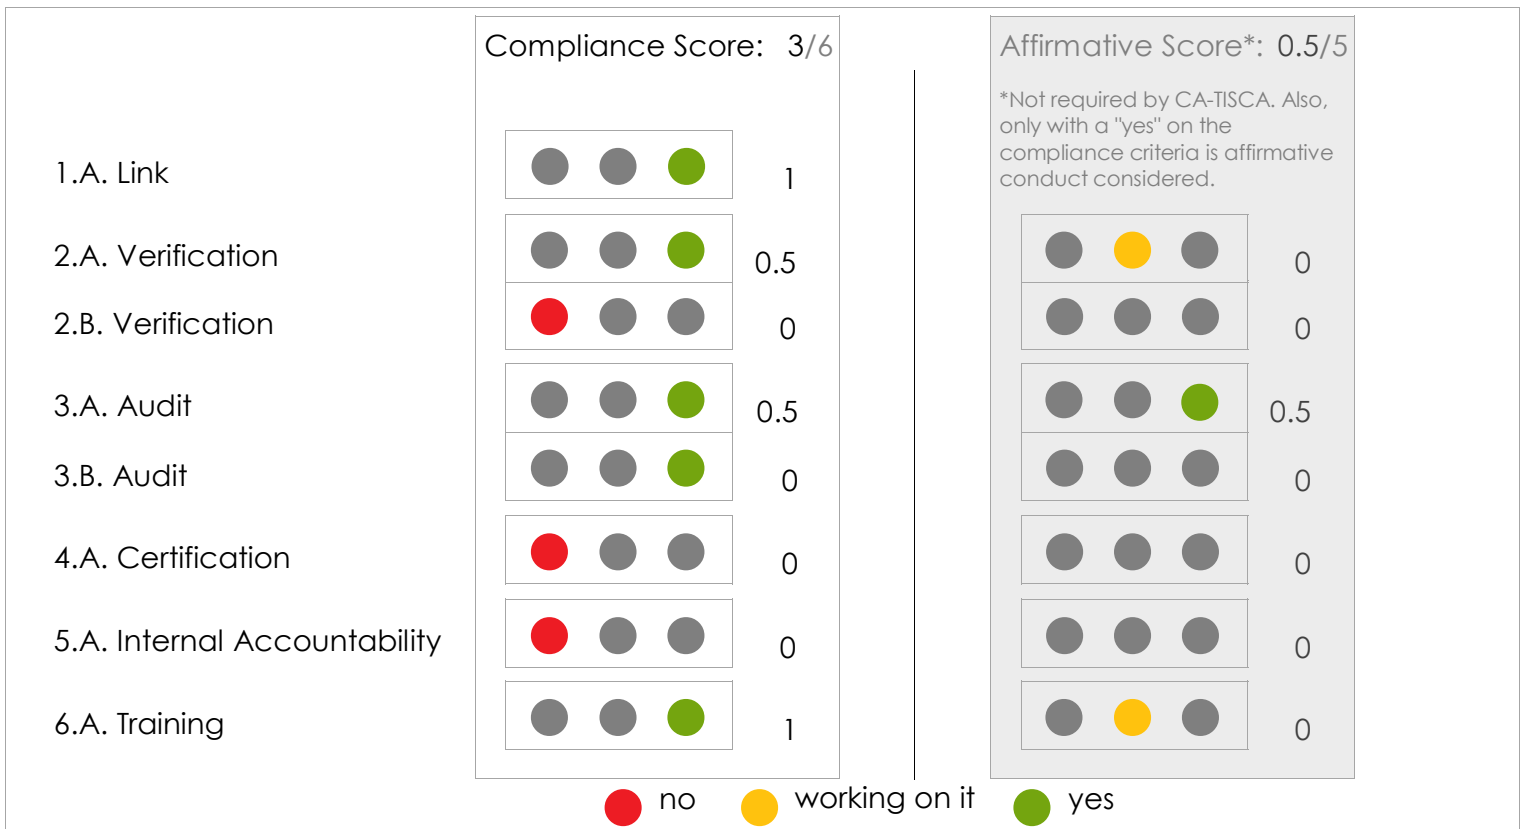 Compliance Score: 3/6
Affirmative Score*: 0.5/5
*Not required by CA-TISCA. Also,
only with a "yes" on the
compliance criteria is affirmative
conduct considered.
1.A. Link 1
2.A. Verification 0.5 0
2.B. Verification 0 0
3.A. Audit 0.5 0.5
3.B. Audit 0 0
4.A. Certification 0 0
5.A. Internal Accountability 0 0
6.A. Training 1 0
no working on it yes